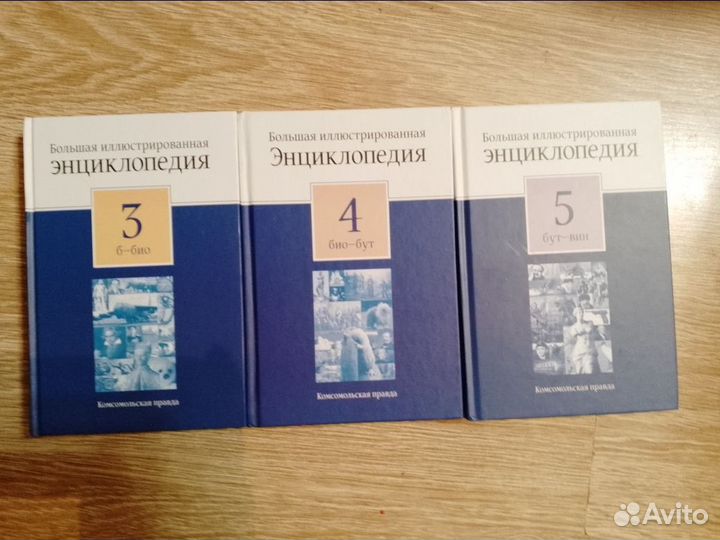 Большая иллюстрированная
энциклопедия
3
б–био
Комсомольская правда
Большая иллюстрированная
Энциклопедия
4
био–бут
Комсомольская правда
Большая иллюстрированная
энциклопедия
5
бут–вин
Комсомольская правда
Avito